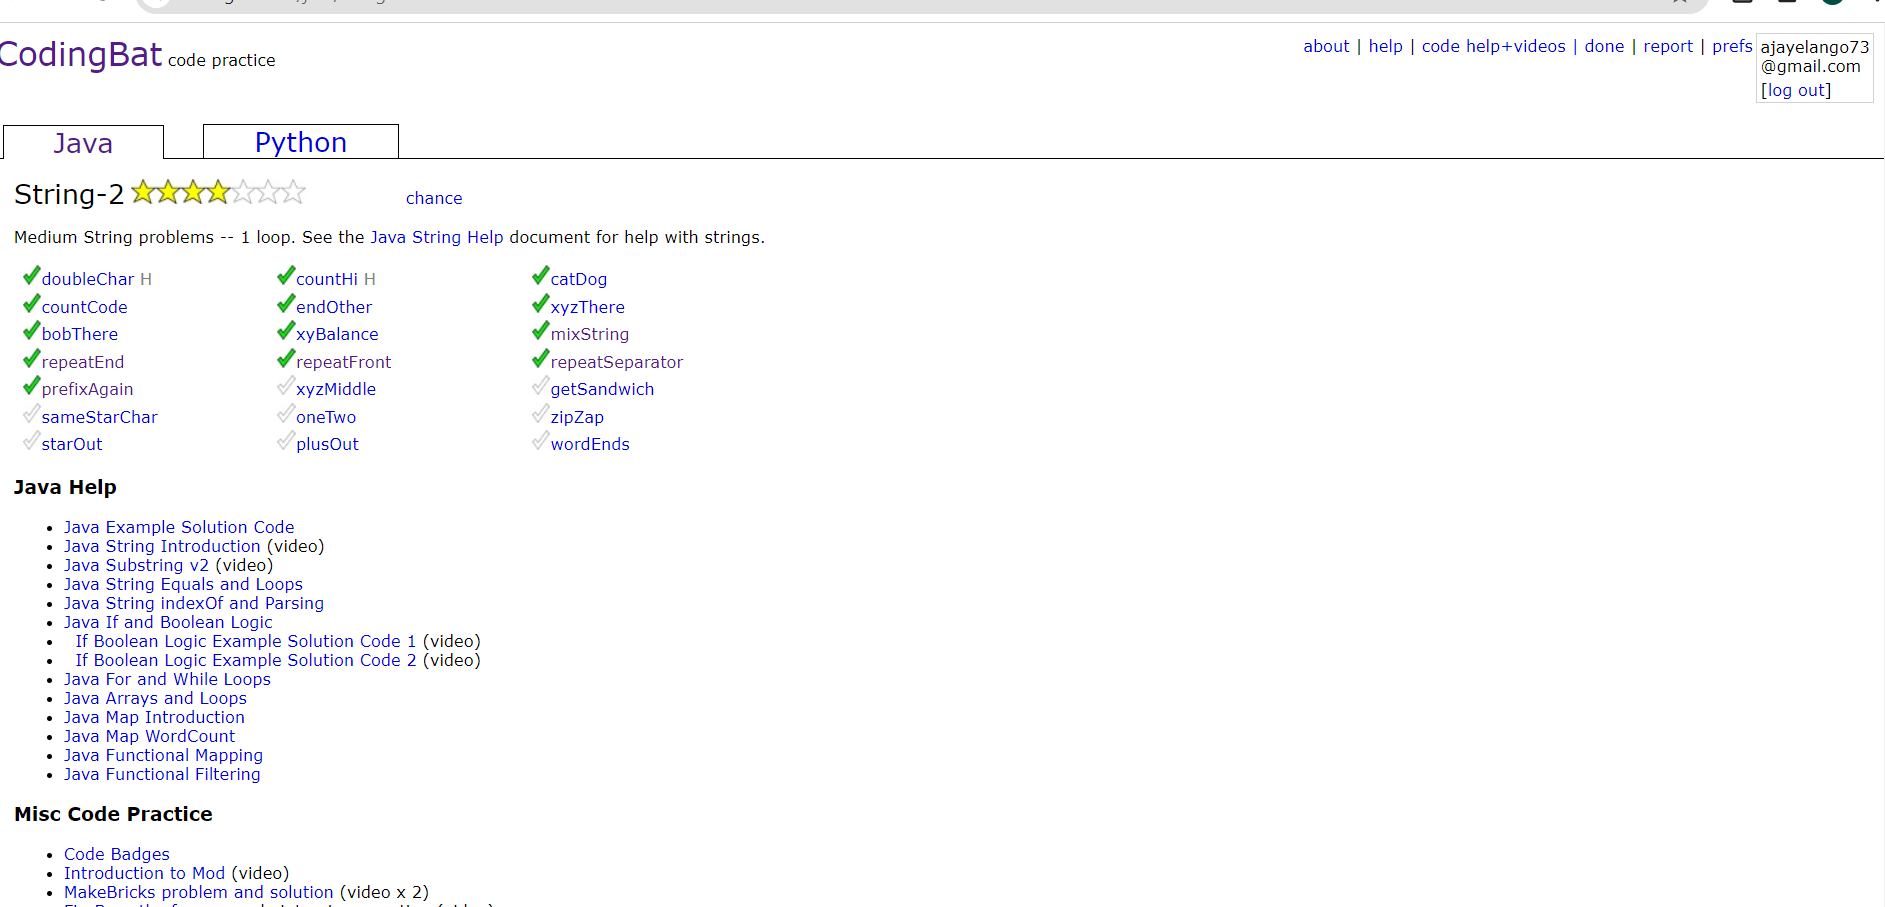 CodingBat code practice
about | help | code help+videos | done | report | prefs
ajayelango73
@gmail.com
[log out]
Java Python
String-2 chance
Medium String problems -- 1 loop. See the Java String Help document for help with strings.
doubleChar H countHi H catDog
countCode endOther xyzThere
bobThere xyBalance mixString
repeatEnd repeatFront repeatSeparator
prefixAgain xyzMiddle getSandwich
sameStarChar oneTwo zipZap
starOut plusOut wordEnds
Java Help
Java Example Solution Code
Java String Introduction (video)
Java Substring v2 (video)
Java String Equals and Loops
Java String indexOf and Parsing
Java If and Boolean Logic
If Boolean Logic Example Solution Code 1 (video)
If Boolean Logic Example Solution Code 2 (video)
Java For and While Loops
Java Arrays and Loops
Java Map Introduction
Java Map WordCount
Java Functional Mapping
Java Functional Filtering
Misc Code Practice
Code Badges
Introduction to Mod (video)
MakeBricks problem and solution (video x 2)